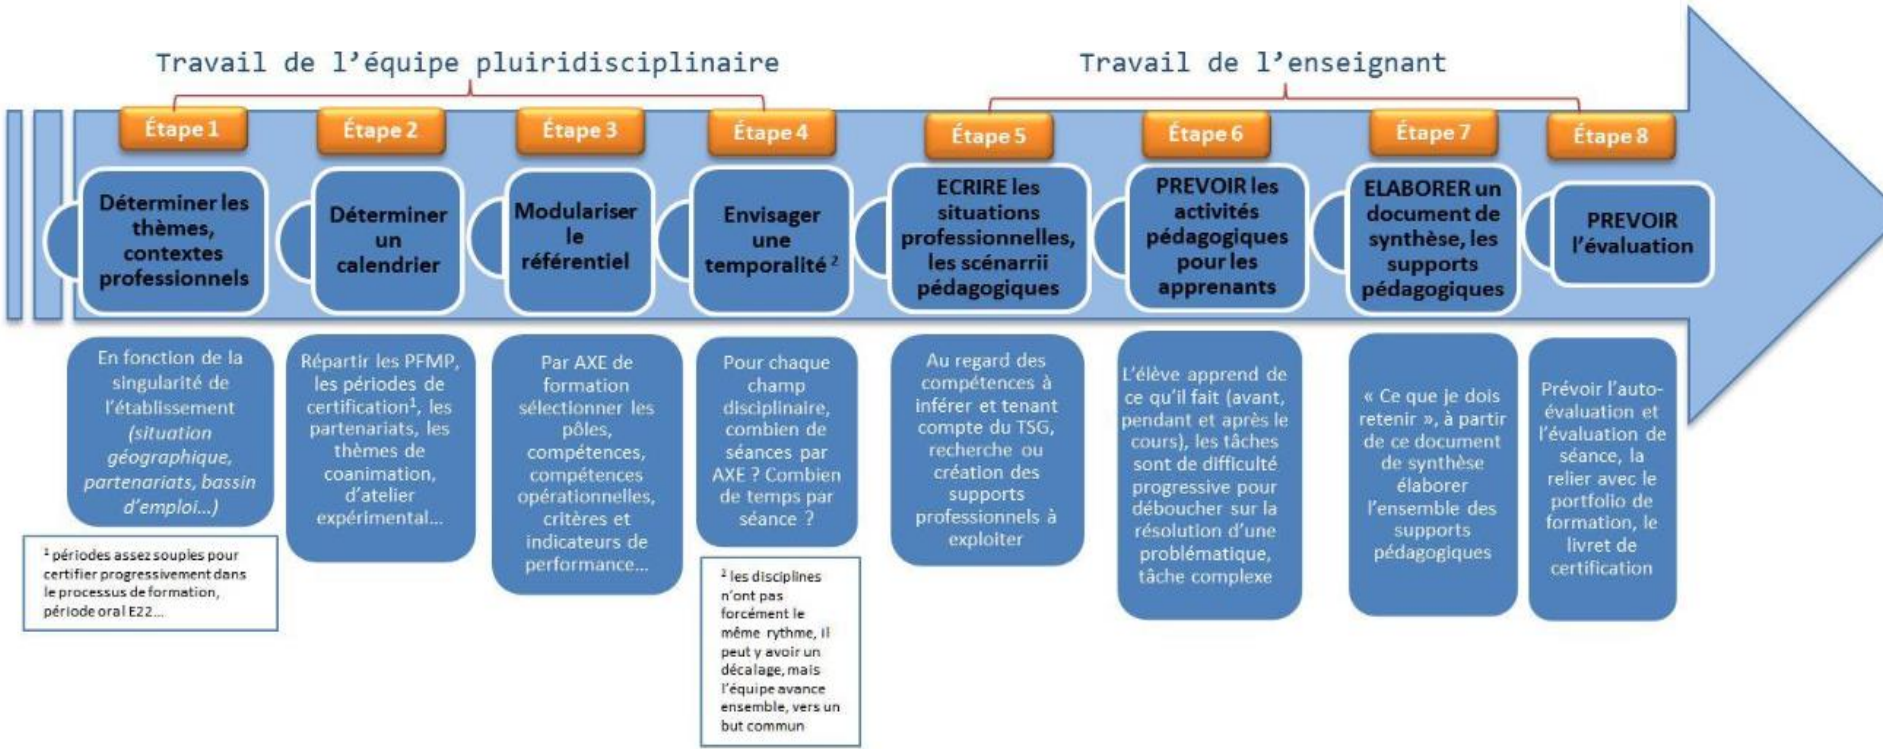 Travail de l’équipe pluiridisciplinaire
Travail de l’enseignant
Étape 1
Déterminer les
thèmes,
contextes
professionnels
En fonction de la
singularité de
l’établissement
(situation
géographique,
partenariats, bassin
d’emploi...)
¹ périodes assez souples pour
certifier progressivement dans
le processus de formation,
période oral E22...
Étape 2
Déterminer
un
calendrier
Répartir les PFMP,
les périodes de
certification¹, les
partenariats, les
thèmes de
coanimation,
d’atelier
expérimental...
Étape 3
Modulariser
le
référentiel
Par AXE de
formation
sélectionner les
pôles,
compétences,
compétences
opérationnelles,
critères et
indicateurs de
performance...
Étape 4
Envisager
une
temporalité ²
Pour chaque
champ
disciplinaire,
combien de
séances par
AXE ? Combien
de temps par
séance ?
² les disciplines
n’ont pas
forcément le
même rythme, il
peut y avoir un
décalage, mais
l’équipe avance
ensemble, vers un
but commun
Étape 5
ECRIRE les
situations
professionnelles,
les scénarrii
pédagogiques
Au regard des
compétences à
inférer et tenant
compte du TSG,
recherche ou
création des
supports
professionnels à
exploiter
Étape 6
PREVOIR les
activités
pédagogiques
pour les
apprenants
L’élève apprend de
ce qu’il fait (avant,
pendant et après le
cours), les tâches
sont de difficulté
progressive pour
déboucher sur la
résolution d’une
problématique,
tâche complexe
Étape 7
ELABORER un
document de
synthèse, les
supports
pédagogiques
« Ce que je dois
retenir », à partir
de ce document
de synthèse
élaborer
l’ensemble des
supports
pédagogiques
Étape 8
PREVOIR
l’évaluation
Prévoir l’auto-
évaluation et
l’évaluation de
séance, la
relier avec le
portfolio de
formation, le
livret de
certification